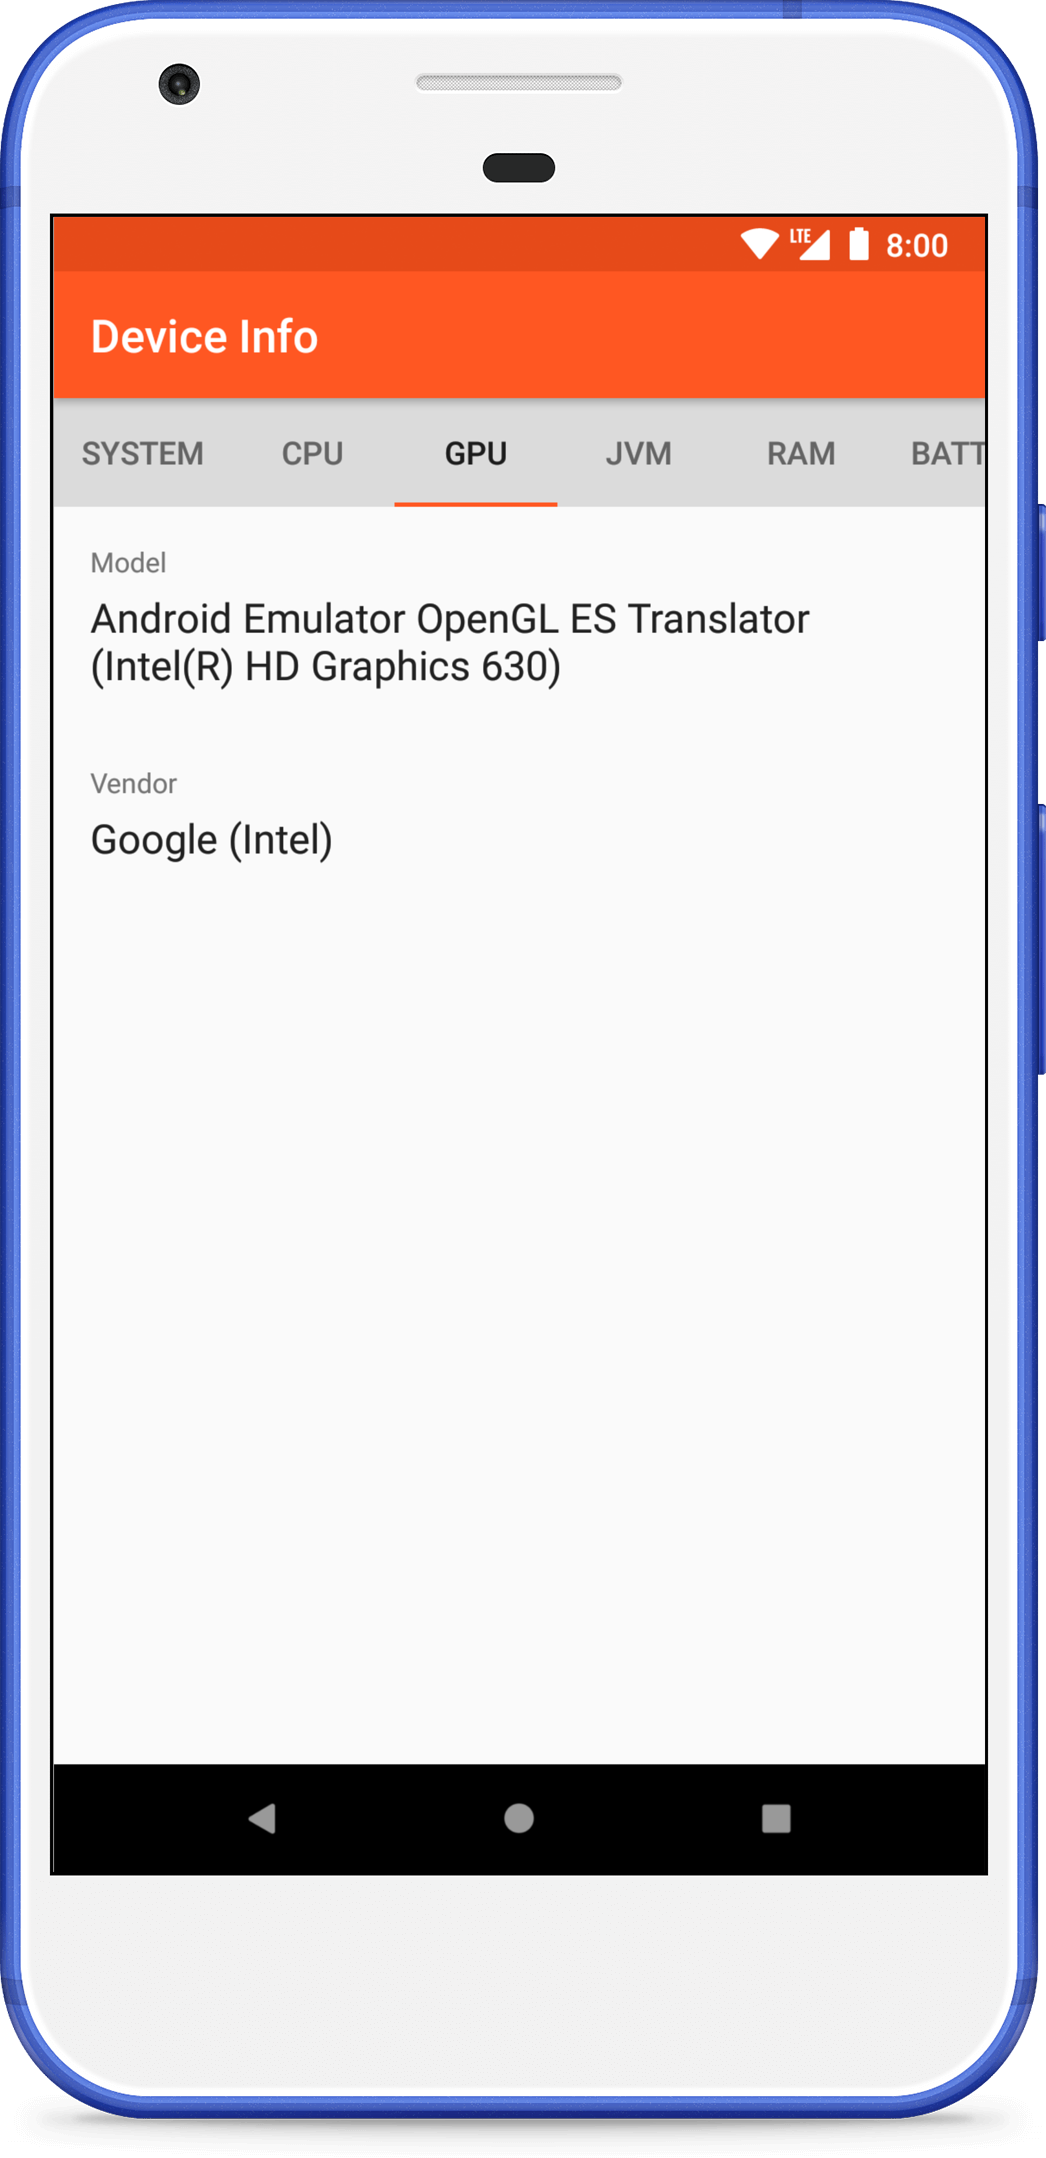 LTE 8:00
Device Info
SYSTEM CPU GPU JVM RAM BATT
Model
Android Emulator OpenGL ES Translator
(Intel(R) HD Graphics 630)
Vendor
Google (Intel)